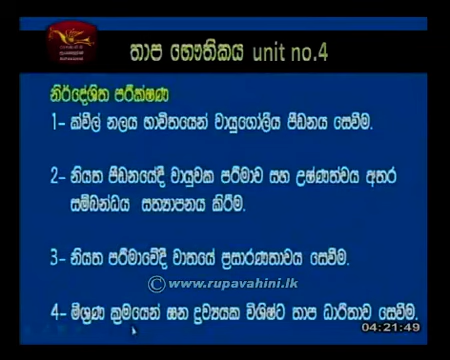 තාප භෞතිකය unit no.4
නිර්දේශිත පරීක්ෂණ
1- ක්විල් නලය භාවිතයෙන් වායුගෝලීය පීඩනය සෙවීම.
2- නියත පීඩනයේදී වායුවක පරිමාව සහ උෂ්ණත්වය අතර
සම්බන්ධය සත්‍යාපනය කිරීම.
3- නියත පරිමාවේදී වාතයේ ප්‍රසාරණතාවය සෙවීම.
© www.rupavahini.lk
4- මිශ්‍රණ ක්‍රමයෙන් ඝන ද්‍රව්‍යයක විශිෂ්ට තාප ධාරිතාව සෙවීම.
04:21:49